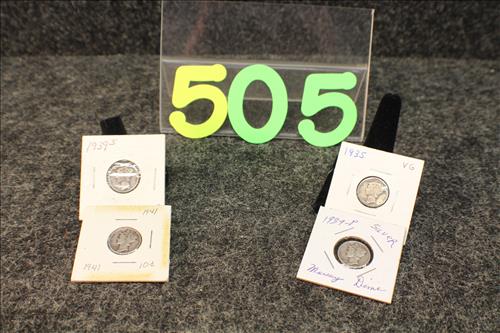 505
1939-S
1941
1941 10¢
1935 VG
1939-P Silver
Mercury Dime